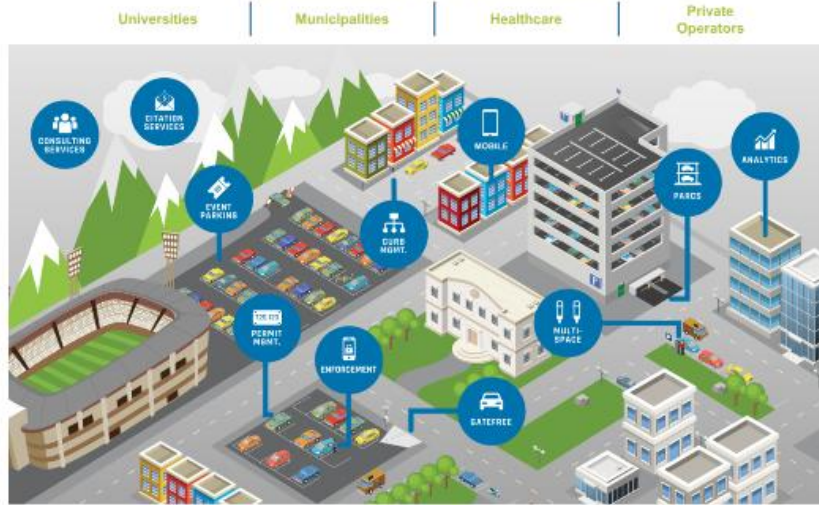 Universities
Municipalities
Healthcare
Private
Operators
CONSULTING
SERVICES
CITATION
SERVICES
MOBILE
ANALYTICS
EVENT
PARKING
PARCS
CURB
MGMT.
PERMIT
MGMT.
MULTI-
SPACE
ENFORCEMENT
GATEFREE